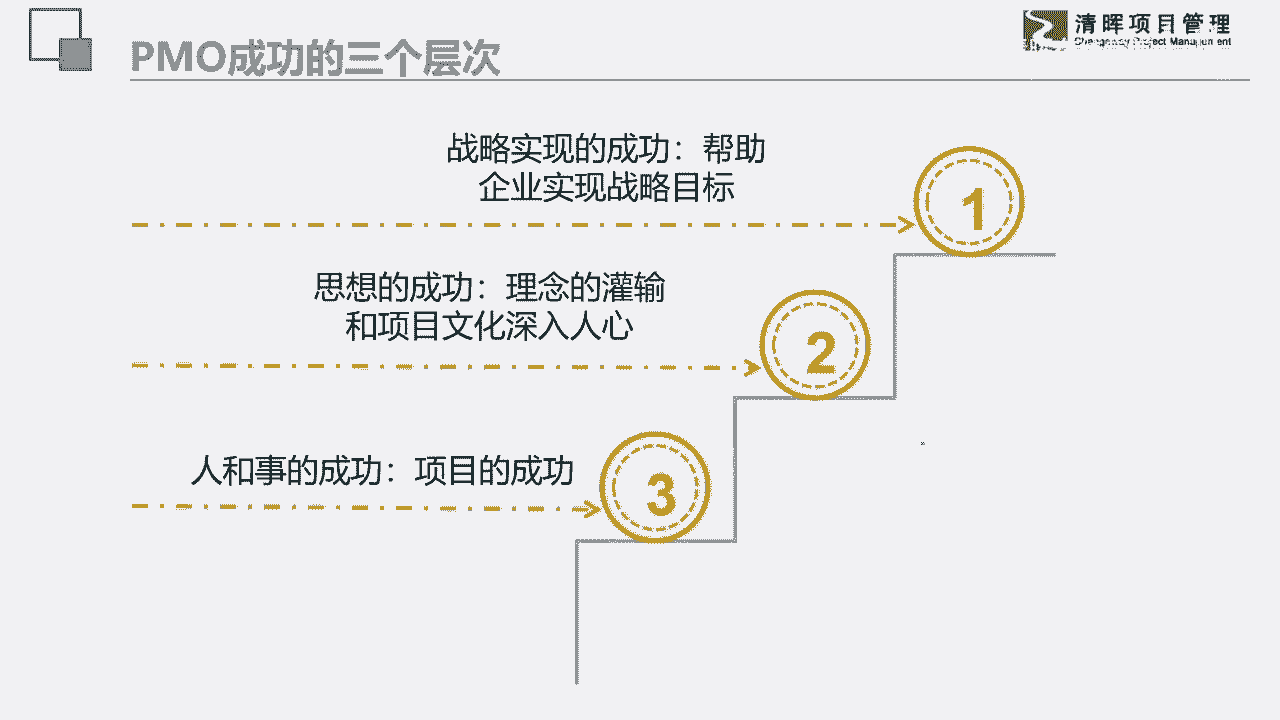 PMO成功的三个层次
清晖项目管理
战略实现的成功：帮助
企业实现战略目标
1
思想的成功：理念的灌输
和项目文化深入人心
2
人和事的成功：项目的成功
3